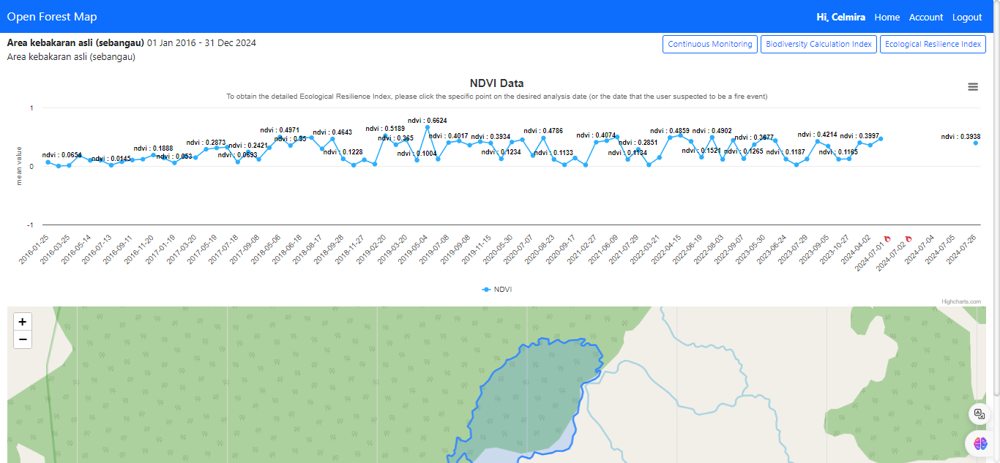 Open Forest Map
Hi, Celmira Home Account Logout
Area kebakaran asli (sebangau) 01 Jan 2016 - 31 Dec 2024
Area kebakaran asli (sebangau)
Continuous Monitoring Biodiversity Calculation Index Ecological Resilience Index
NDVI Data
To obtain the detailed Ecological Resilience Index, please click the specific point on the desired analysis date (or the date that the user suspected to be a fire event)
mean value
1
0
-1
ndvi : 0.0654
ndvi : 0.0145
ndvi : 0.1888
ndvi : 0.053
ndvi : 0.2873
ndvi : 0.0693
ndvi : 0.2421
ndvi : 0.4971
ndvi : 0.35
ndvi : 0.4643
ndvi : 0.1228
ndvi : 0.5189
ndvi : 0.365
ndvi : 0.1004
ndvi : 0.6624
ndvi : 0.4017
ndvi : 0.3934
ndvi : 0.1234
ndvi : 0.4786
ndvi : 0.1133
ndvi : 0.4074
ndvi : 0.1134
ndvi : 0.2851
ndvi : 0.4859
ndvi : 0.1521
ndvi : 0.4902
ndvi : 0.1265
ndvi : 0.3677
ndvi : 0.1187
ndvi : 0.4214
ndvi : 0.1165
ndvi : 0.3997
ndvi : 0.3938
2016-01-25
2016-03-25
2016-05-14
2016-07-13
2016-09-11
2016-11-20
2017-01-19
2017-03-20
2017-05-19
2017-07-18
2017-09-08
2018-05-06
2018-06-18
2018-08-17
2018-09-28
2018-11-27
2019-02-20
2019-03-20
2019-05-04
2019-07-08
2019-09-08
2019-11-15
2020-05-30
2020-07-07
2020-08-23
2020-09-17
2021-02-27
2021-06-09
2021-07-29
2022-03-21
2022-04-15
2022-06-19
2022-08-03
2022-09-07
2023-05-30
2023-06-24
2023-07-29
2023-09-05
2023-10-27
2024-04-02
2024-07-01
2024-07-02
2024-07-04
2024-07-05
2024-07-26
NDVI
Highcharts.com
+
−